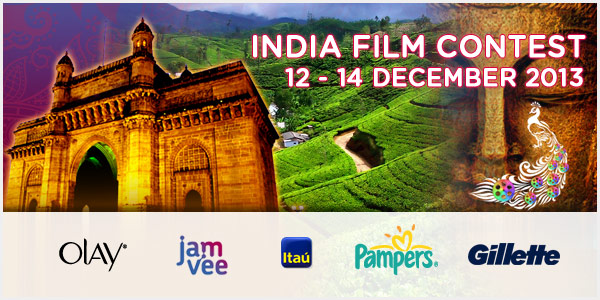 INDIA FILM CONTEST
12 - 14 DECEMBER 2013
OLAY®
jam vee
Itaú
Pampers®
Gillette